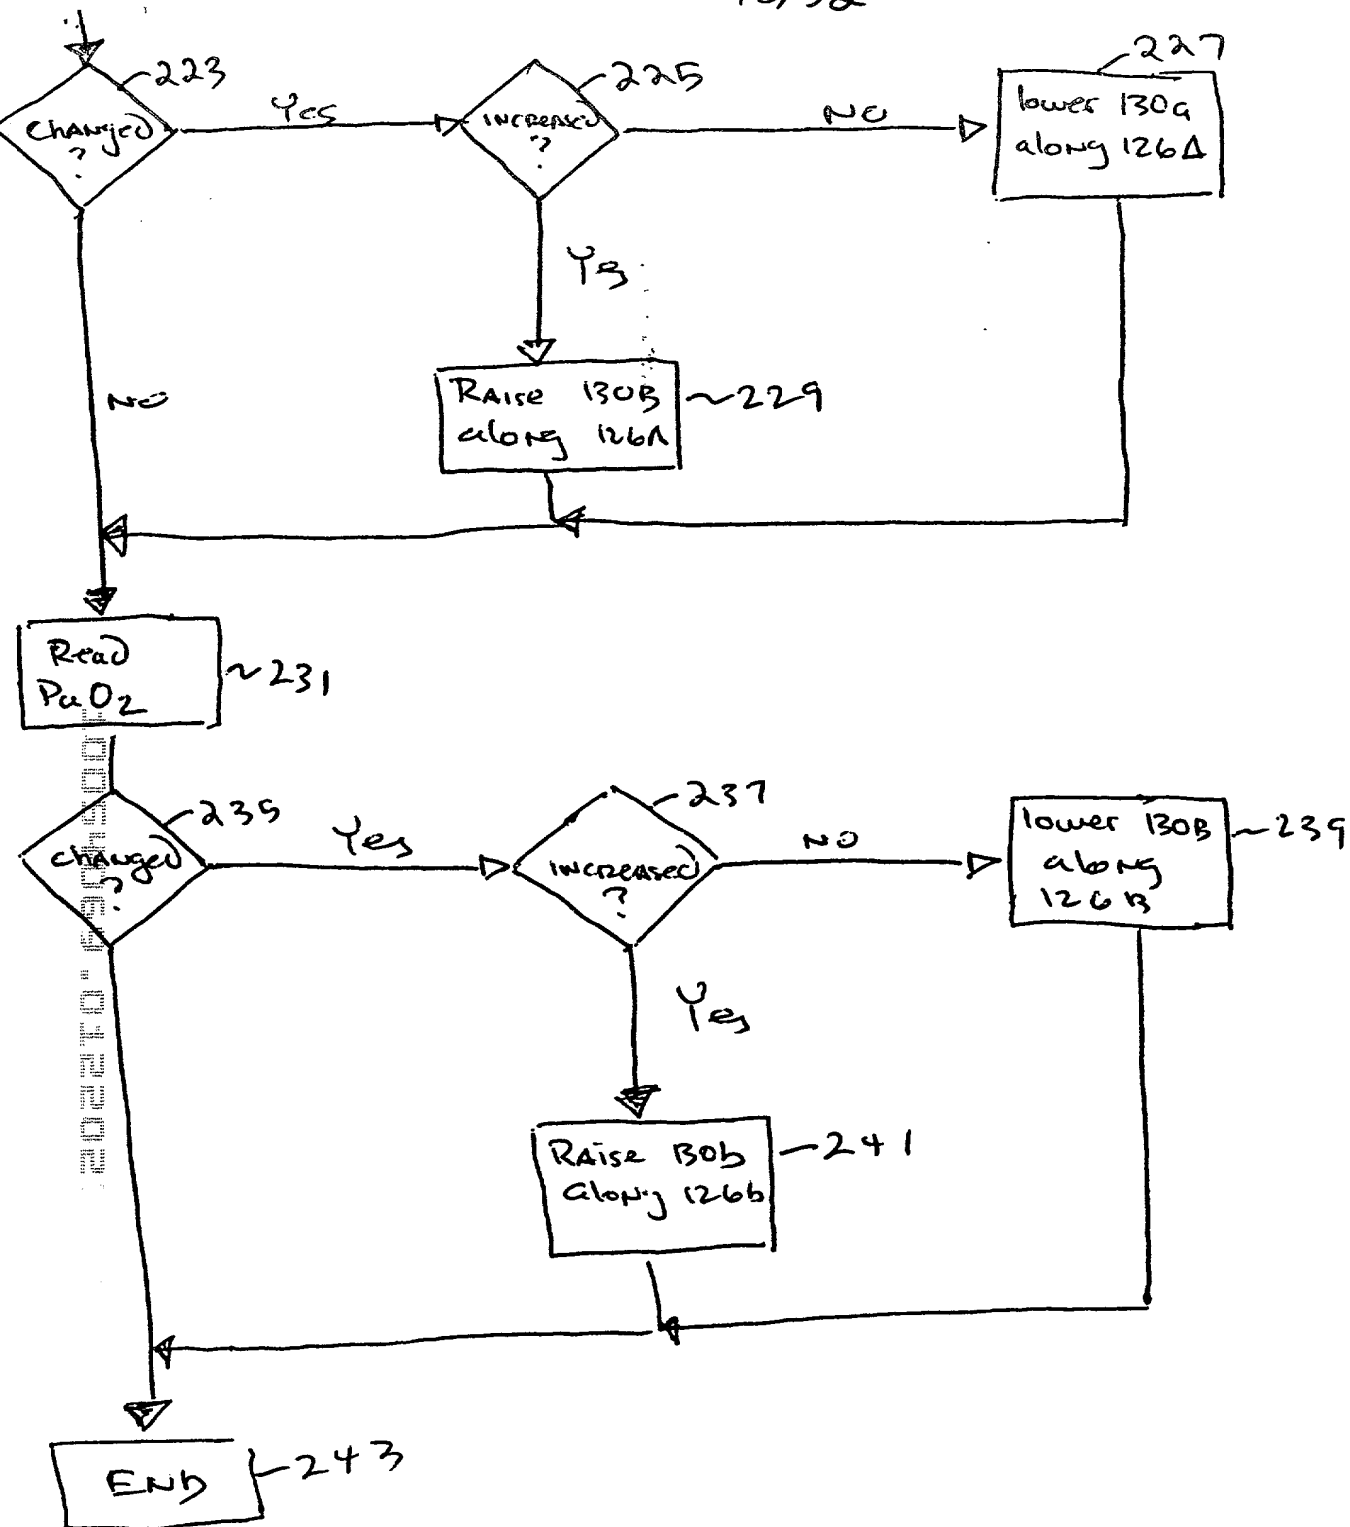 10/32
223
Changed
?
Yes
225
INCREASED
?
NO
227
lower 130a
along 126A
Yes
NO
Raise 130B
along 126A
229
Read
PaO2
231
235
Changed
?
Yes
237
INCREASED
?
NO
lower 130B
along
126B
239
Yes
Raise 130b
along 126b
241
END
243